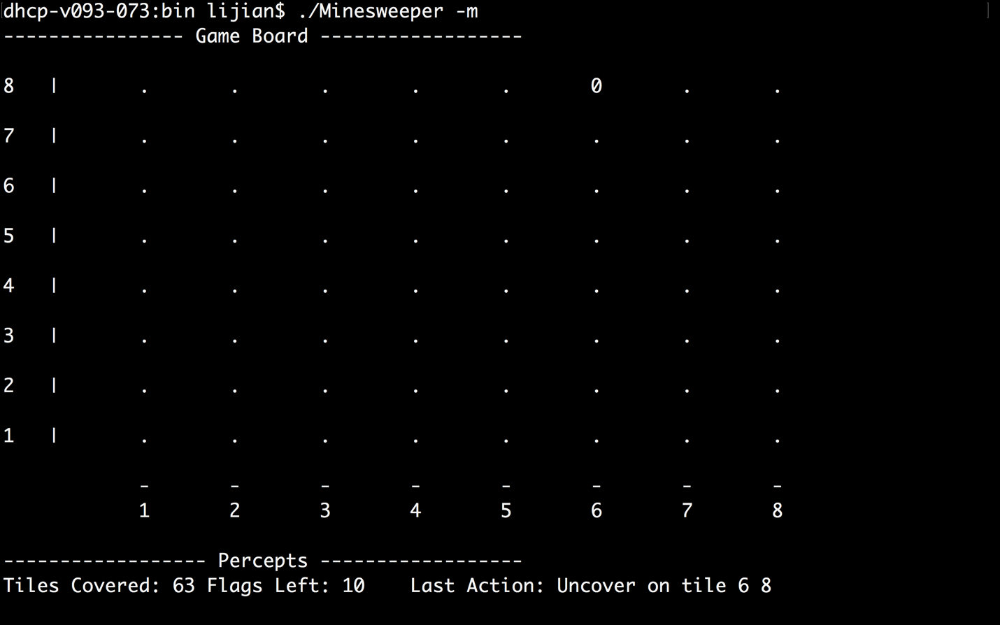 dhcp-v093-073:bin lijian$ ./Minesweeper -m
---------------- Game Board ------------------
8 | . . . . . 0 . .
7 | . . . . . . . .
6 | . . . . . . . .
5 | . . . . . . . .
4 | . . . . . . . .
3 | . . . . . . . .
2 | . . . . . . . .
1 | . . . . . . . .
- - - - - - - -
1 2 3 4 5 6 7 8
------------------ Percepts ------------------
Tiles Covered: 63 Flags Left: 10 Last Action: Uncover on tile 6 8